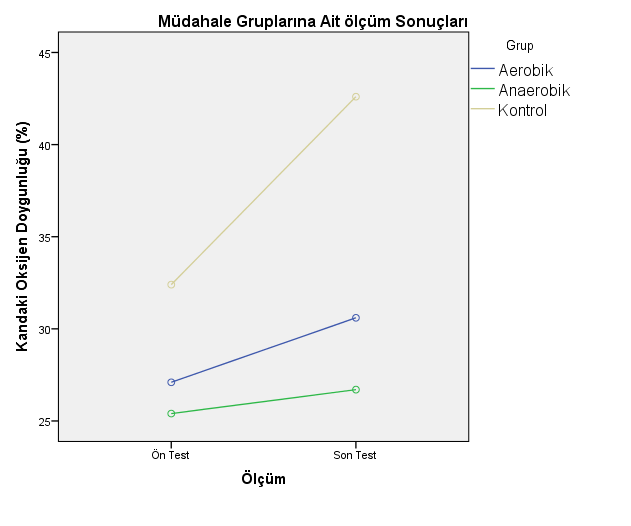 Müdahale Gruplarına Ait ölçüm Sonuçları
Grup
Aerobik
Anaerobik
Kontrol
Kandaki Oksijen Doygunluğu (%)
45
40
35
30
25
Ön Test
Son Test
Ölçüm